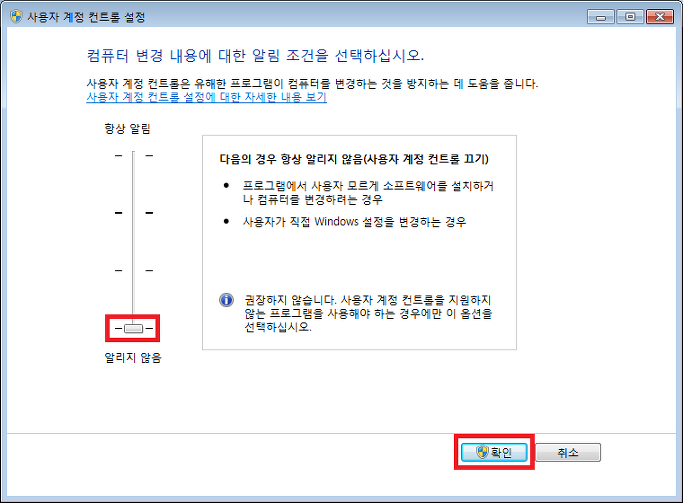 사용자 계정 컨트롤 설정
컴퓨터 변경 내용에 대한 알림 조건을 선택하십시오.
사용자 계정 컨트롤은 유해한 프로그램이 컴퓨터를 변경하는 것을 방지하는 데 도움을 줍니다.
사용자 계정 컨트롤 설정에 대한 자세한 내용 보기
항상 알림
다음의 경우 항상 알리지 않음(사용자 계정 컨트롤 끄기)
• 프로그램에서 사용자 모르게 소프트웨어를 설치하거
나 컴퓨터를 변경하려는 경우
• 사용자가 직접 Windows 설정을 변경하는 경우
권장하지 않습니다. 사용자 계정 컨트롤을 지원하지
않는 프로그램을 사용해야 하는 경우에만 이 옵션을
선택하십시오.
알리지 않음
확인
취소